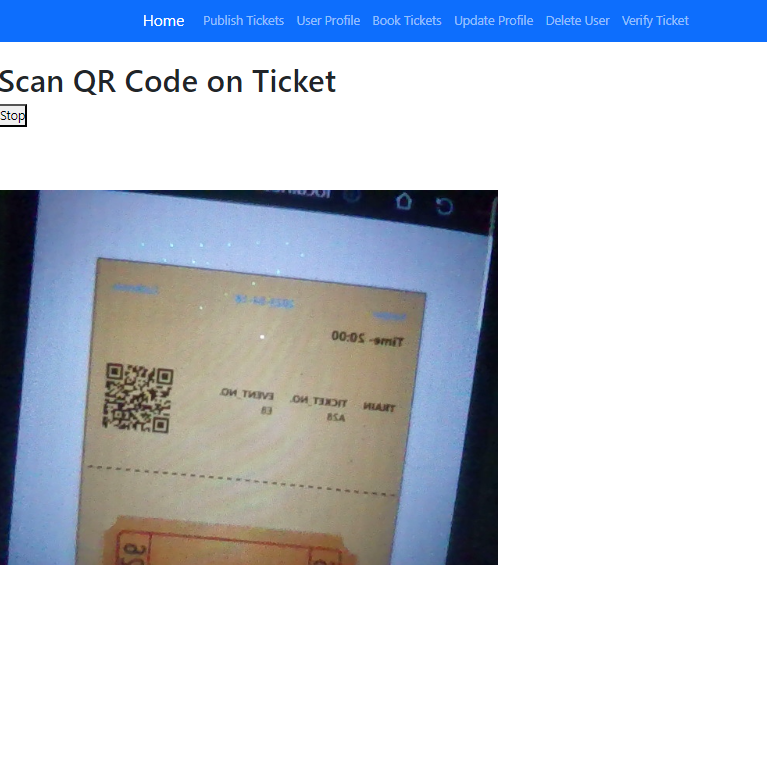 Home Publish Tickets User Profile Book Tickets Update Profile Delete User Verify Ticket
Scan QR Code on Ticket
Stop
Time- 20:00
TRAIN TICKET_NO. EVENT_NO.
A28 E8